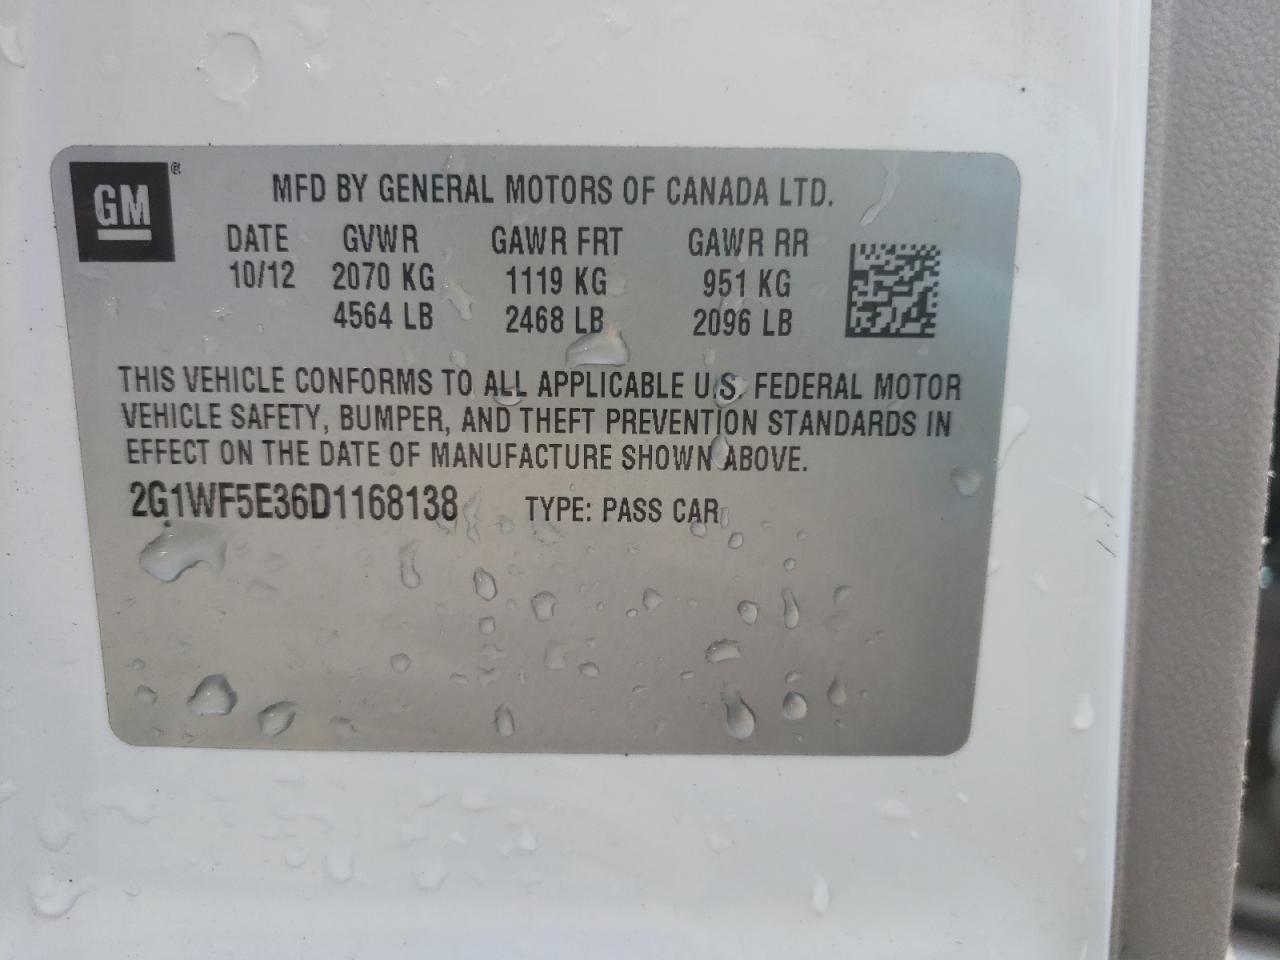 GM®
MFD BY GENERAL MOTORS OF CANADA LTD.
DATE GVWR GAWR FRT GAWR RR
10/12 2070 KG 1119 KG 951 KG
4564 LB 2468 LB 2096 LB
THIS VEHICLE CONFORMS TO ALL APPLICABLE U.S. FEDERAL MOTOR
VEHICLE SAFETY, BUMPER, AND THEFT PREVENTION STANDARDS IN
EFFECT ON THE DATE OF MANUFACTURE SHOWN ABOVE.
2G1WF5E36D1168138 TYPE: PASS CAR